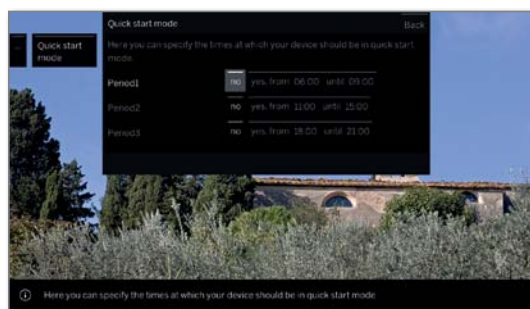 Quick start mode
Back
Quick start
mode
Here you can specify the times at which your device should be in quick start
mode.
Period1 no yes, from 06:00 until 09:00
Period2 no yes, from 11:00 until 15:00
Period3 no yes, from 18:00 until 21:00
Here you can specify the times at which your device should be in quick start mode